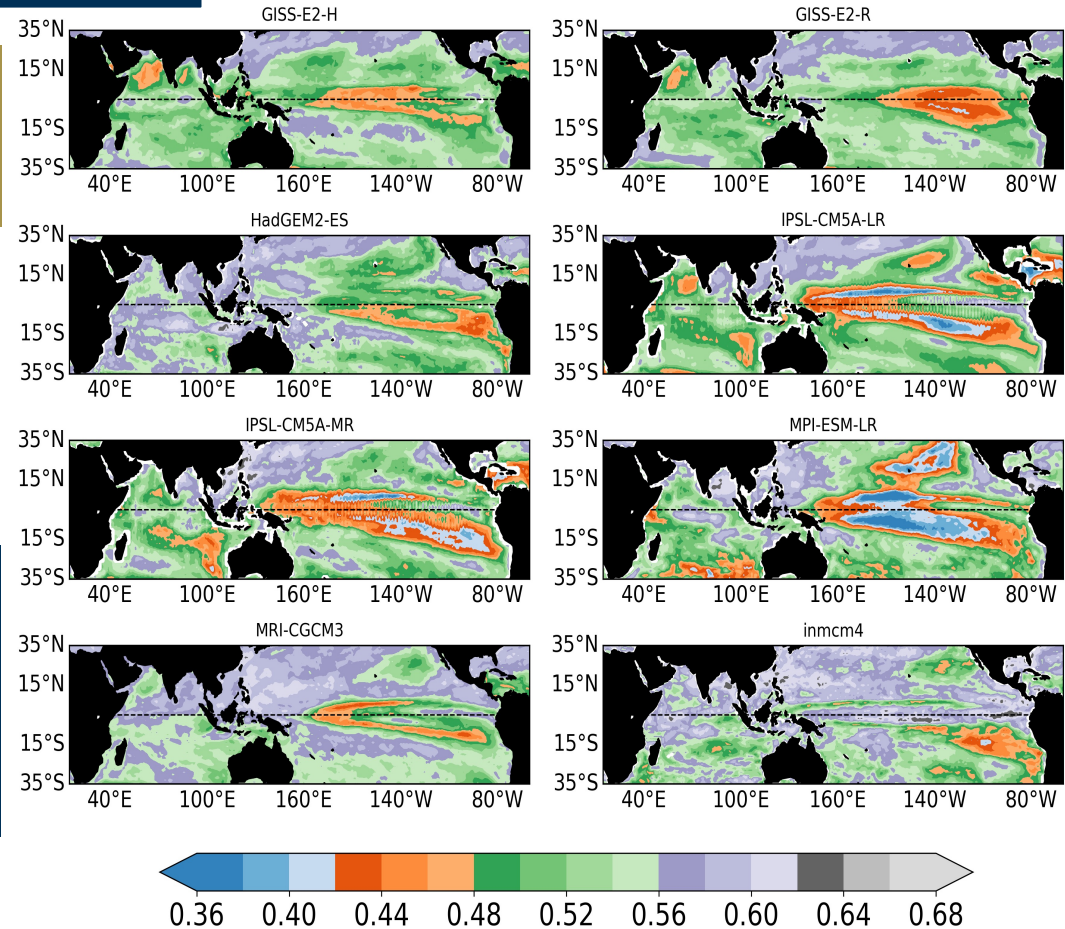 GISS-E2-H
35°N
15°N
15°S
35°S
40°E 100°E 160°E 140°W 80°W
GISS-E2-R
35°N
15°N
15°S
35°S
40°E 100°E 160°E 140°W 80°W
HadGEM2-ES
35°N
15°N
15°S
35°S
40°E 100°E 160°E 140°W 80°W
IPSL-CM5A-LR
35°N
15°N
15°S
35°S
40°E 100°E 160°E 140°W 80°W
IPSL-CM5A-MR
35°N
15°N
15°S
35°S
40°E 100°E 160°E 140°W 80°W
MPI-ESM-LR
35°N
15°N
15°S
35°S
40°E 100°E 160°E 140°W 80°W
MRI-CGCM3
35°N
15°N
15°S
35°S
40°E 100°E 160°E 140°W 80°W
inmcm4
35°N
15°N
15°S
35°S
40°E 100°E 160°E 140°W 80°W
0.36 0.40 0.44 0.48 0.52 0.56 0.60 0.64 0.68